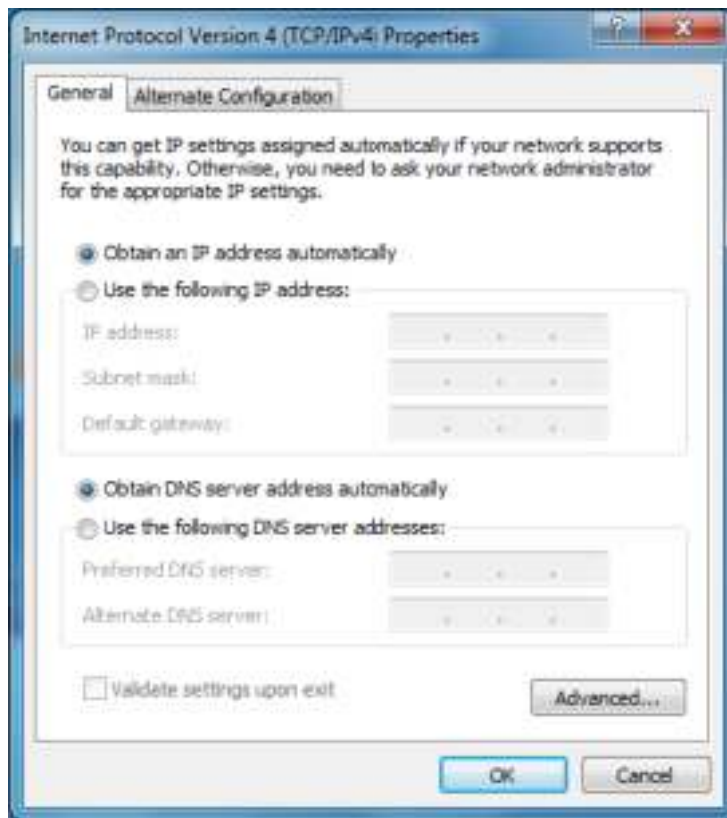 Internet Protocol Version 4 (TCP/IPv4) Properties
?
X
General
Alternate Configuration
You can get IP settings assigned automatically if your network supports
this capability. Otherwise, you need to ask your network administrator
for the appropriate IP settings.
Obtain an IP address automatically
Use the following IP address:
IP address:
Subnet mask:
Default gateway:
Obtain DNS server address automatically
Use the following DNS server addresses:
Preferred DNS server:
Alternate DNS server:
Validate settings upon exit
Advanced...
OK
Cancel